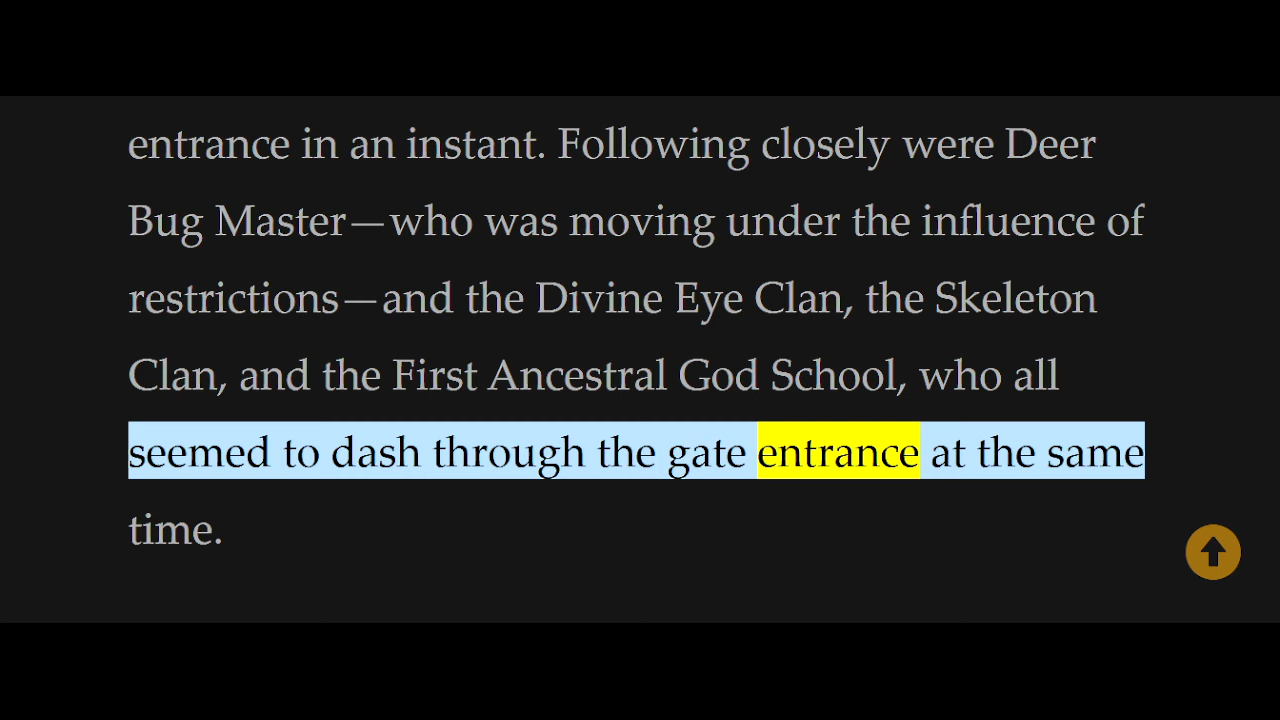 entrance in an instant. Following closely were Deer
Bug Master—who was moving under the influence of
restrictions—and the Divine Eye Clan, the Skeleton
Clan, and the First Ancestral God School, who all
seemed to dash through the gate entrance at the same
time.